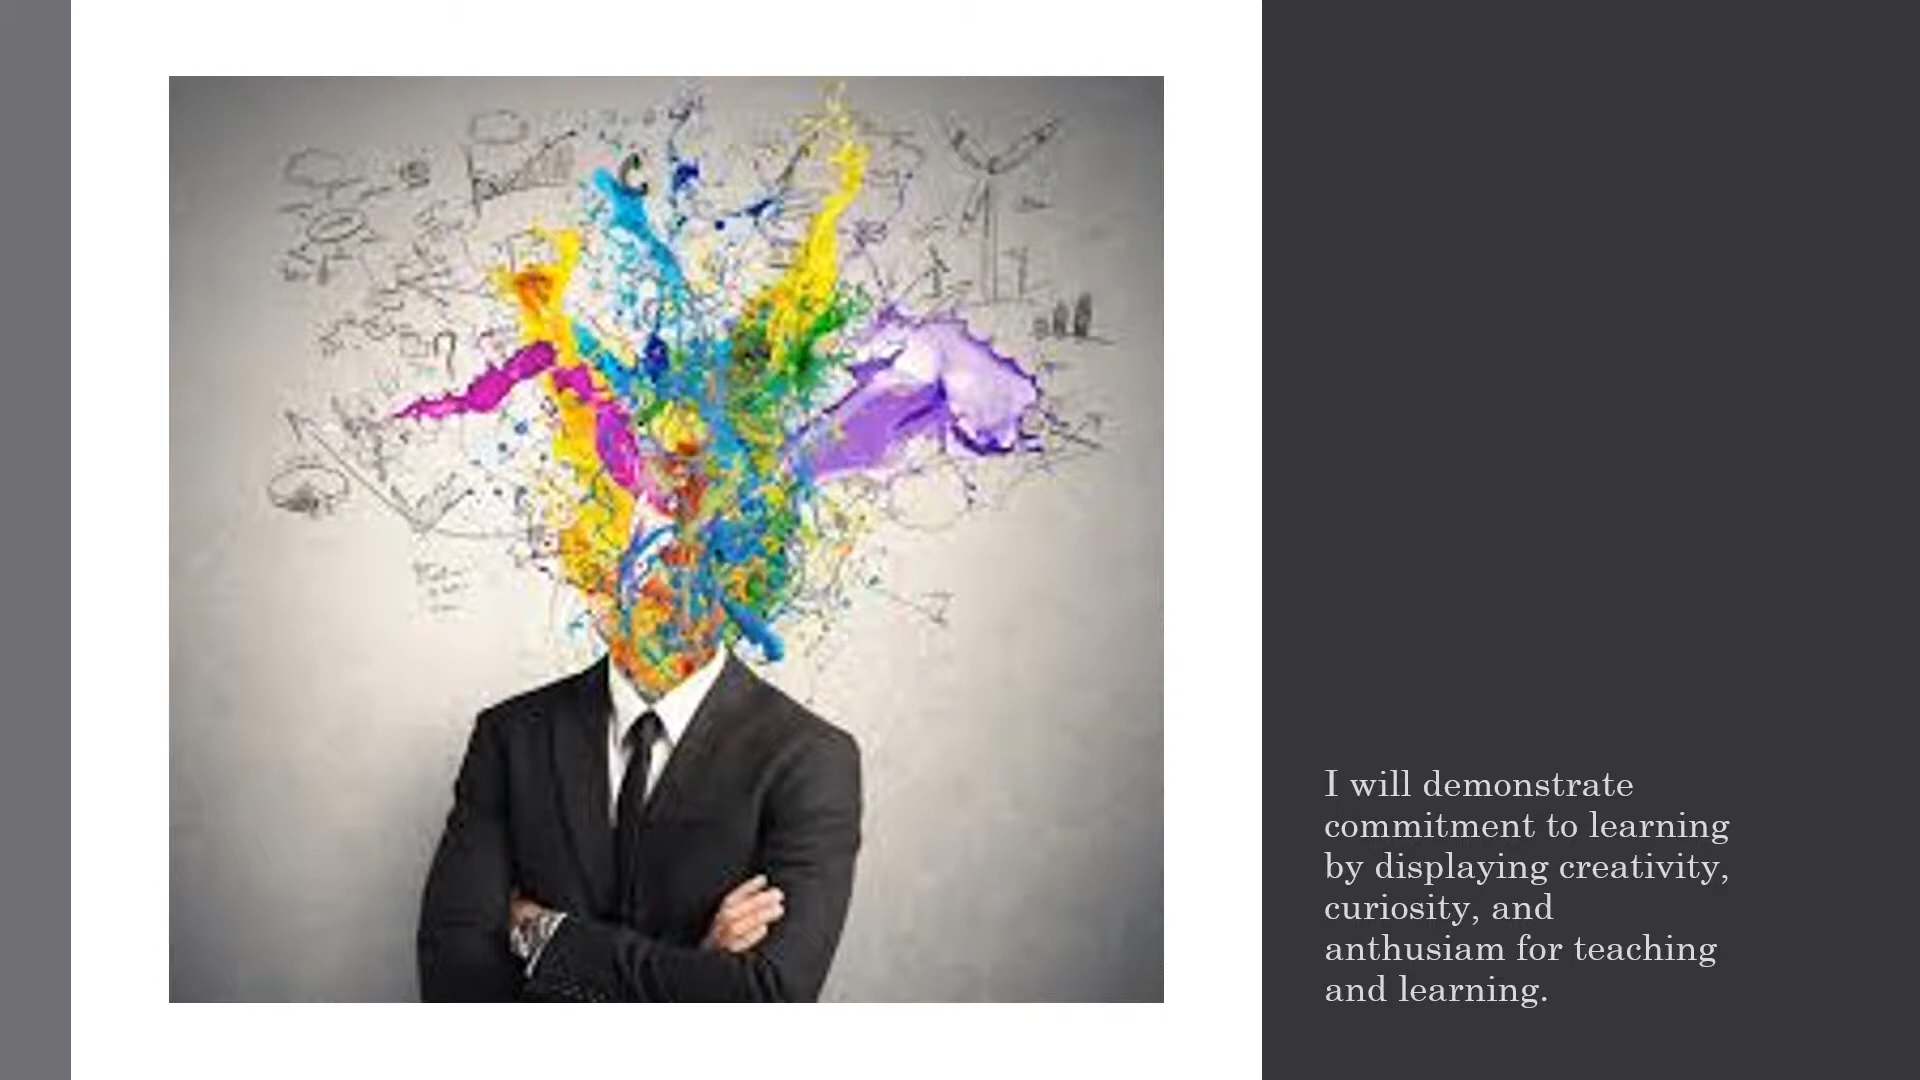 I will demonstrate
commitment to learning
by displaying creativity,
curiosity, and
anthusiam for teaching
and learning.